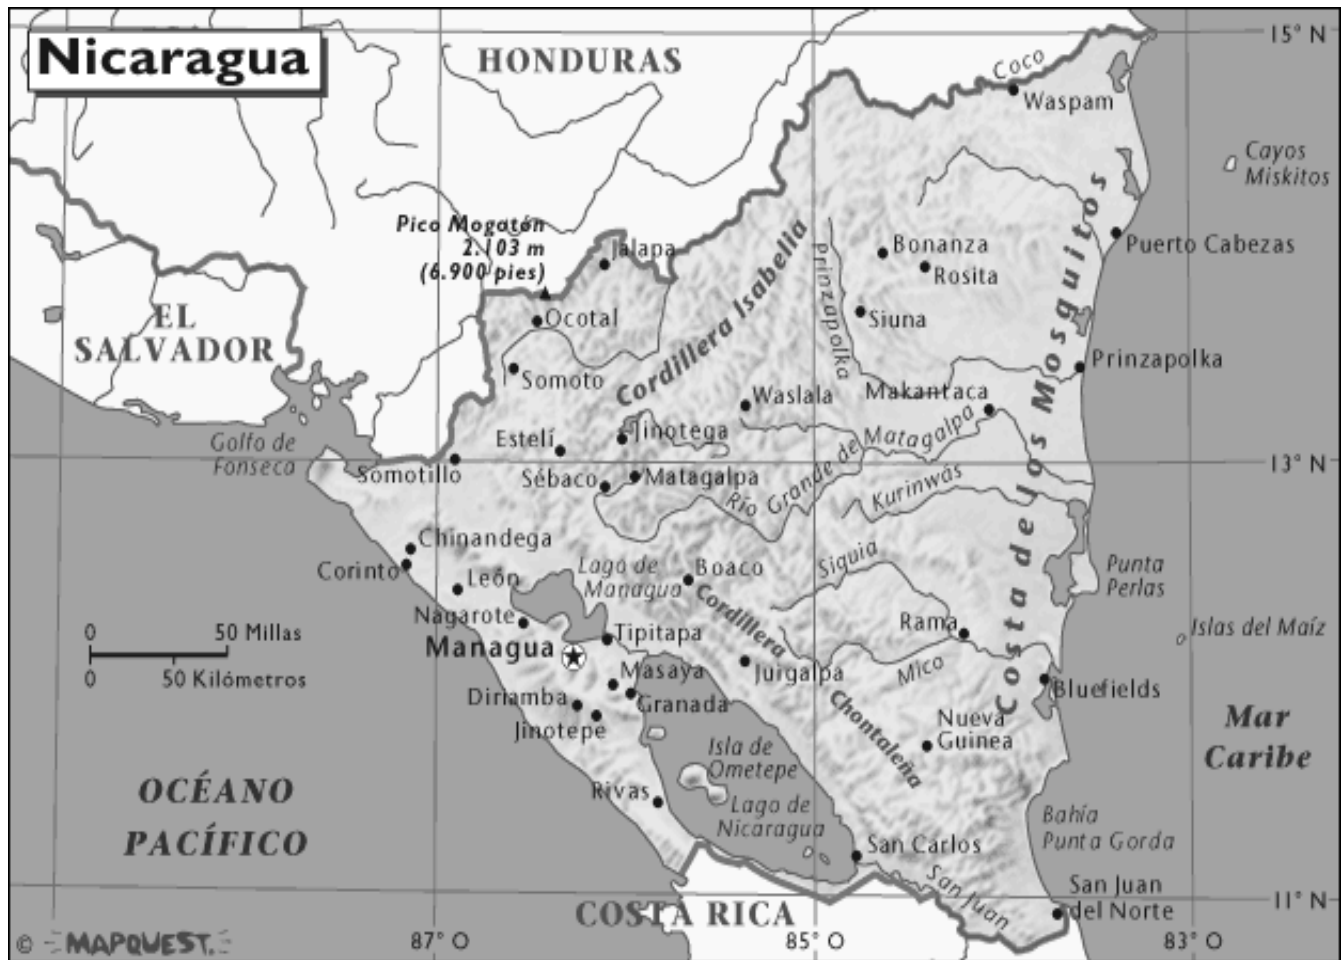 Nicaragua
HONDURAS
15° N
Coco
Waspam
Cayos
Miskitos
Pico Mogotón
2.103 m
(6.900 pies)
Jalapa
Cordillera Isabelia
Prinzapolka
Bonanza
Rosita
Puerto Cabezas
EL
SALVADOR
Ocotal
Siuna
Costa de los Mosquitos
Somoto
Prinzapolka
Waslala
Makantaca
Golfo de
Fonseca
Estelí
Jinotega
Somotillo
Sébaco
Matagalpa
Río Grande de Matagalpa
Kurinwás
13° N
Chinandega
Corinto
León
Lago de
Managua
Boaco
Siquia
Punta
Perlas
Nagarote
Tipitapa
Cordillera
Chontaleña
Rama
Islas del Maíz
0 50 Millas
0 50 Kilómetros
Managua
Masaya
Juigalpa
Mico
Diriamba
Granada
Bluefields
Jinotepe
Nueva
Guinea
Mar
Caribe
Isla de
Ometepe
OCÉANO
PACÍFICO
Rivas
Lago de
Nicaragua
Bahía
Punta Gorda
San Carlos
San Juan
San Juan
del Norte
11° N
COSTA RICA
© MAPQUEST.
87° O
85° O
83° O